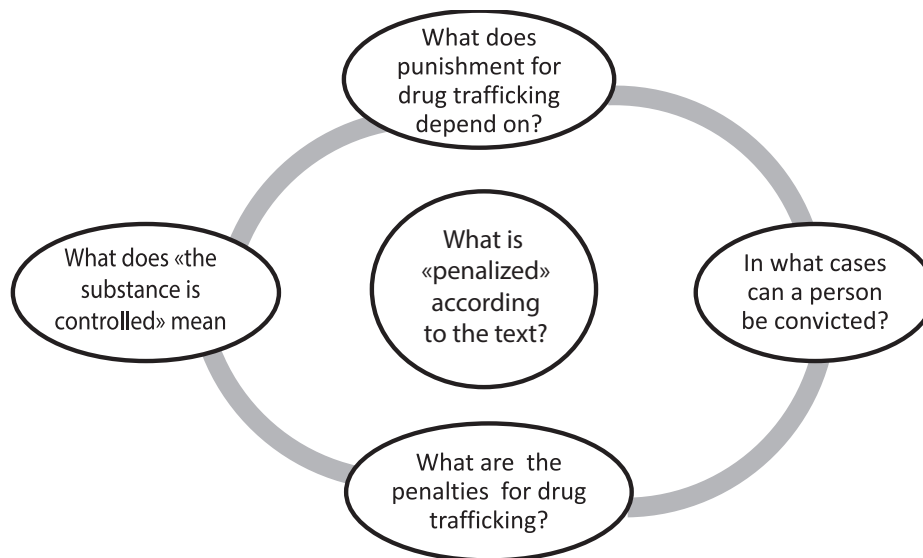 What does
punishment for
drug trafficking
depend on?
What does «the
substance is
controlled» mean
What is
«penalized»
according
to the text?
In what cases
can a person
be convicted?
What are the
penalties for drug
trafficking?